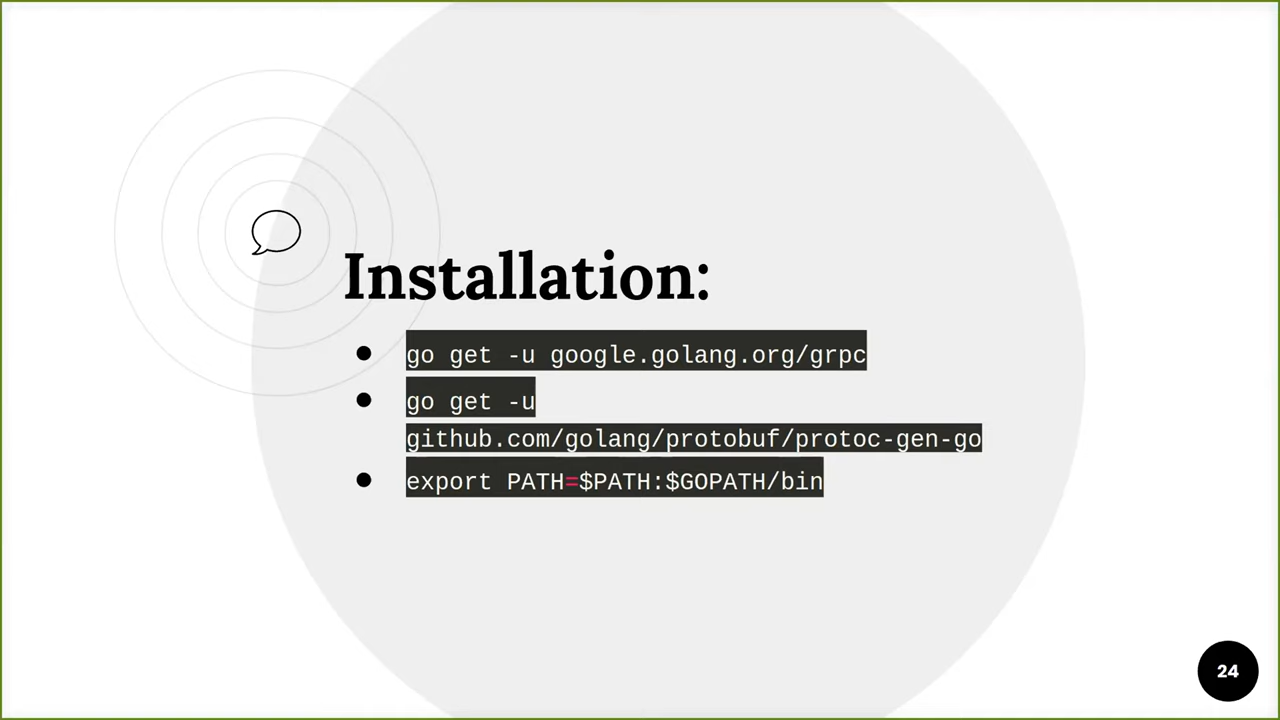 Installation:
● go get -u google.golang.org/grpc
● go get -u
github.com/golang/protobuf/protoc-gen-go
● export PATH=$PATH:$GOPATH/bin
24